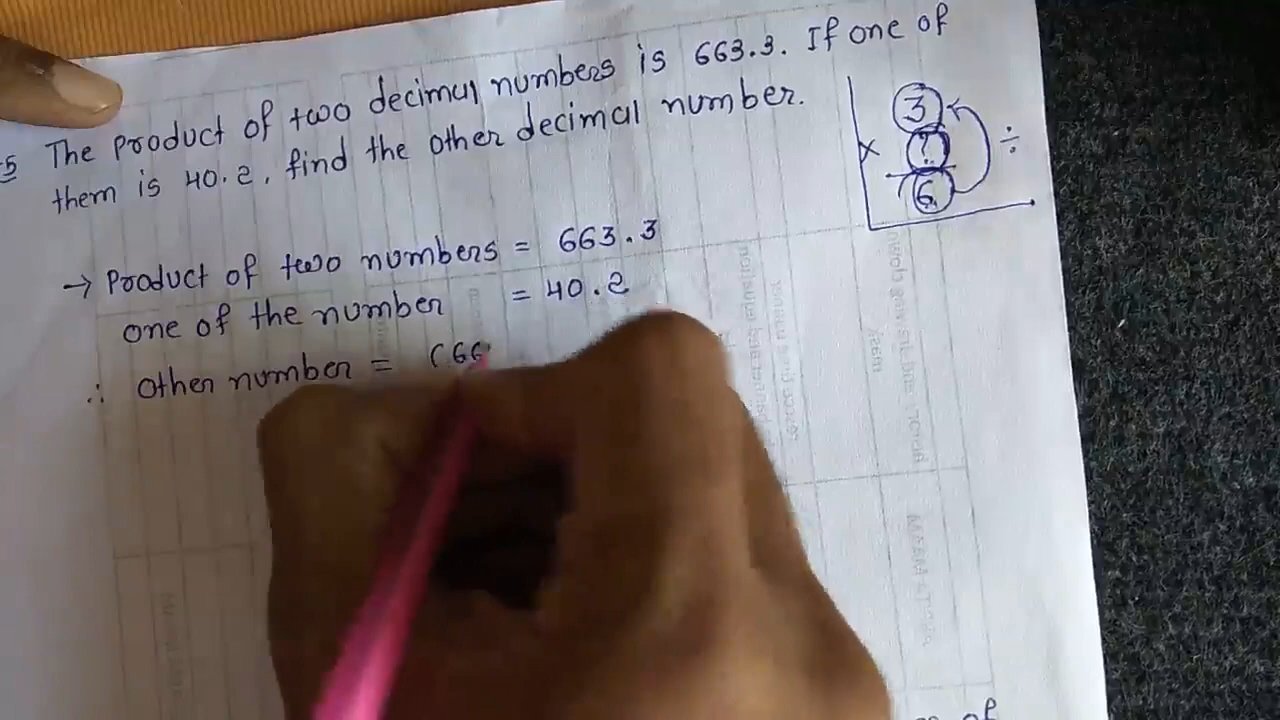 5 The product of two decimal numbers is 663.3. If one of
them is 40.2, find the other decimal number.
3
× ? ÷
6
→ Product of two numbers = 663.3
one of the number = 40.2
∴ Other number = (66
of